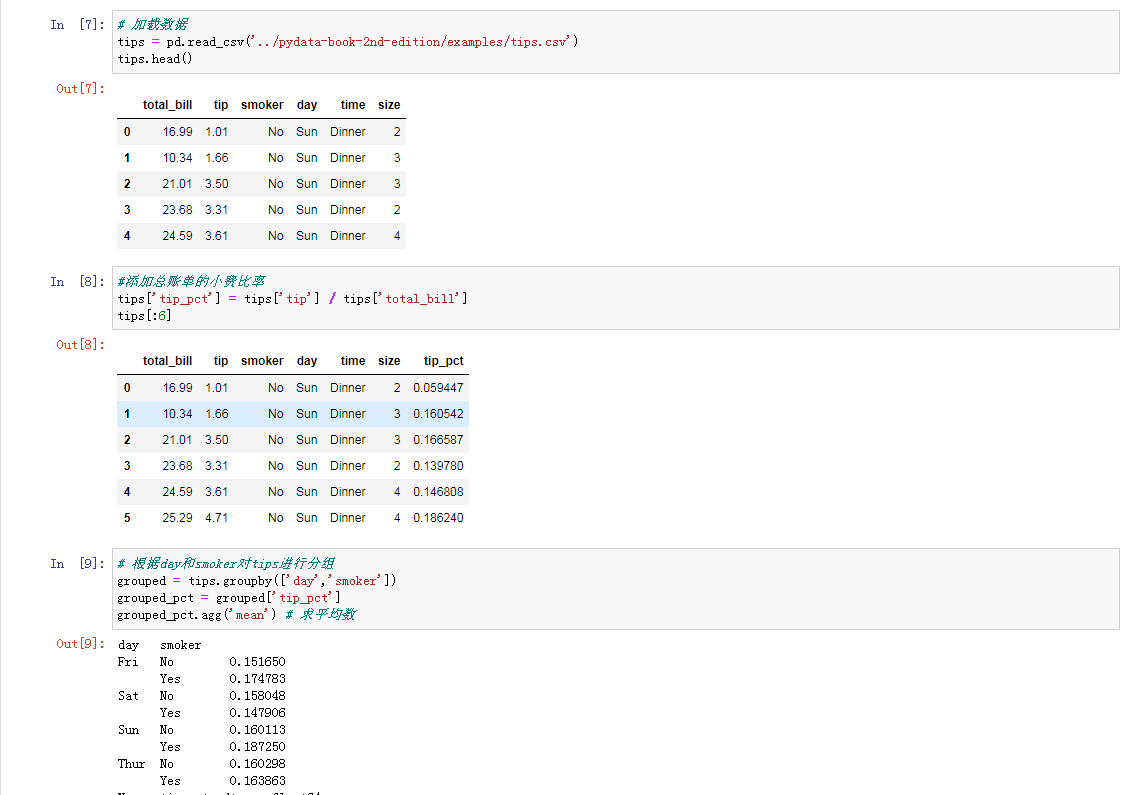 In [7]: # 加载数据
tips = pd.read_csv('../pydata-book-2nd-edition/examples/tips.csv')
tips.head()
Out[7]:
total_bill tip smoker day time size
0 16.99 1.01 No Sun Dinner 2
1 10.34 1.66 No Sun Dinner 3
2 21.01 3.50 No Sun Dinner 3
3 23.68 3.31 No Sun Dinner 2
4 24.59 3.61 No Sun Dinner 4
In [8]: #添加总账单的小费比率
tips['tip_pct'] = tips['tip'] / tips['total_bill']
tips[:6]
Out[8]:
total_bill tip smoker day time size tip_pct
0 16.99 1.01 No Sun Dinner 2 0.059447
1 10.34 1.66 No Sun Dinner 3 0.160542
2 21.01 3.50 No Sun Dinner 3 0.166587
3 23.68 3.31 No Sun Dinner 2 0.139780
4 24.59 3.61 No Sun Dinner 4 0.146808
5 25.29 4.71 No Sun Dinner 4 0.186240
In [9]: # 根据day和smoker对tips进行分组
grouped = tips.groupby(['day','smoker'])
grouped_pct = grouped['tip_pct']
grouped_pct.agg('mean') # 求平均数
Out[9]: day smoker
Fri No 0.151650
Yes 0.174783
Sat No 0.158048
Yes 0.147906
Sun No 0.160113
Yes 0.187250
Thur No 0.160298
Yes 0.163863